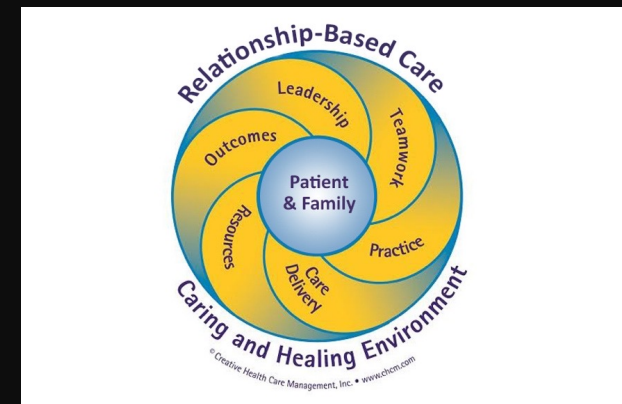 Relationship-Based Care
Leadership
Teamwork
Practice
Care
Delivery
Resources
Outcomes
Patient
& Family
Caring and Healing Environment
© Creative Health Care Management, Inc. • www.chcm.com